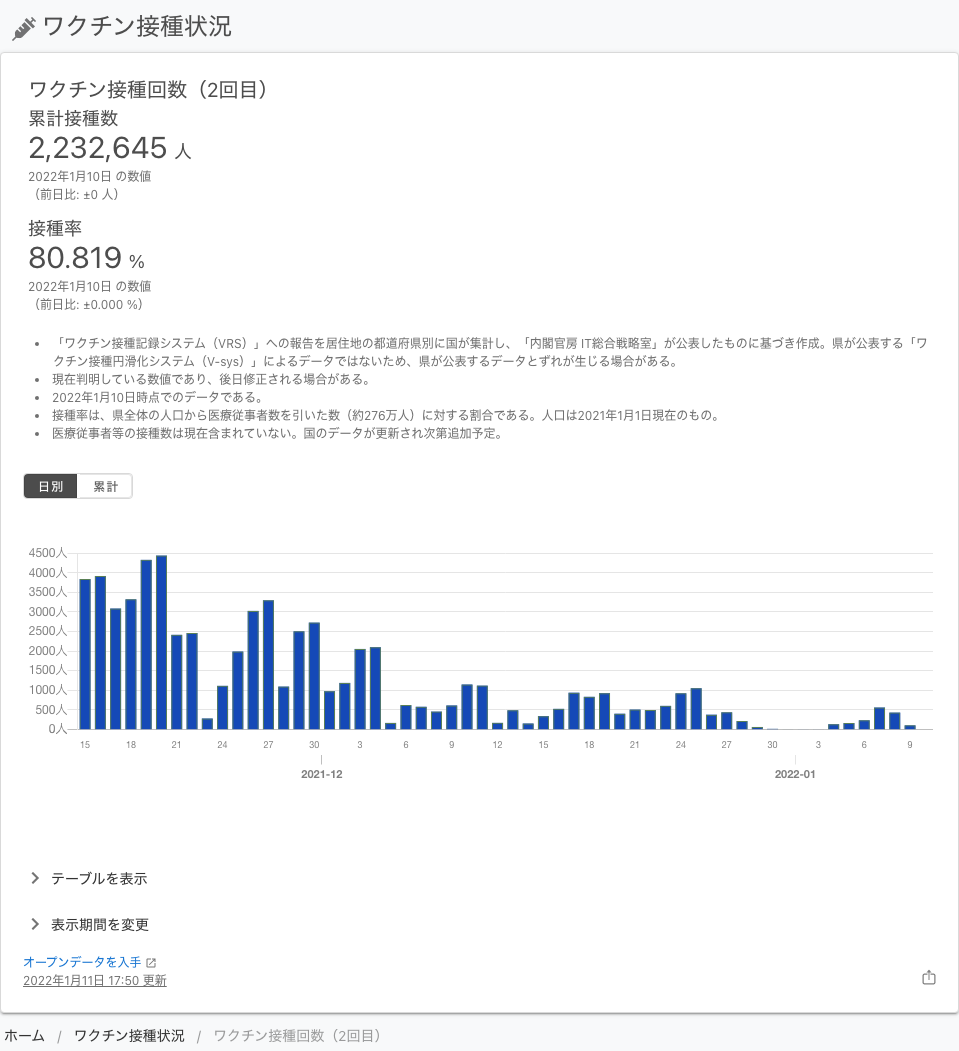 ワクチン接種状況
ワクチン接種回数（2回目）
累計接種数
2,232,645 人
2022年1月10日 の数値
（前日比: ±0 人）
接種率
80.819 %
2022年1月10日 の数値
（前日比: ±0.000 %）
• 「ワクチン接種記録システム（VRS）」への報告を居住地の都道府県別に国が集計し、「内閣官房 IT総合戦略室」が公表したものに基づき作成。県が公表する「ワ
クチン接種円滑化システム（V-sys）」によるデータではないため、県が公表するデータとずれが生じる場合がある。
• 現在判明している数値であり、後日修正される場合がある。
• 2022年1月10日時点でのデータである。
• 接種率は、県全体の人口から医療従事者数を引いた数（約276万人）に対する割合である。人口は2021年1月1日現在のもの。
• 医療従事者等の接種数は現在含まれていない。国のデータが更新され次第追加予定。
日別 累計
4500人
4000人
3500人
3000人
2500人
2000人
1500人
1000人
500人
0人
15 18 21 24 27 30 3 6 9 12 15 18 21 24 27 30 3 6 9
2021-12 2022-01
テーブルを表示
表示期間を変更
オープンデータを入手
2022年1月11日 17:50 更新
ホーム / ワクチン接種状況 / ワクチン接種回数（2回目）